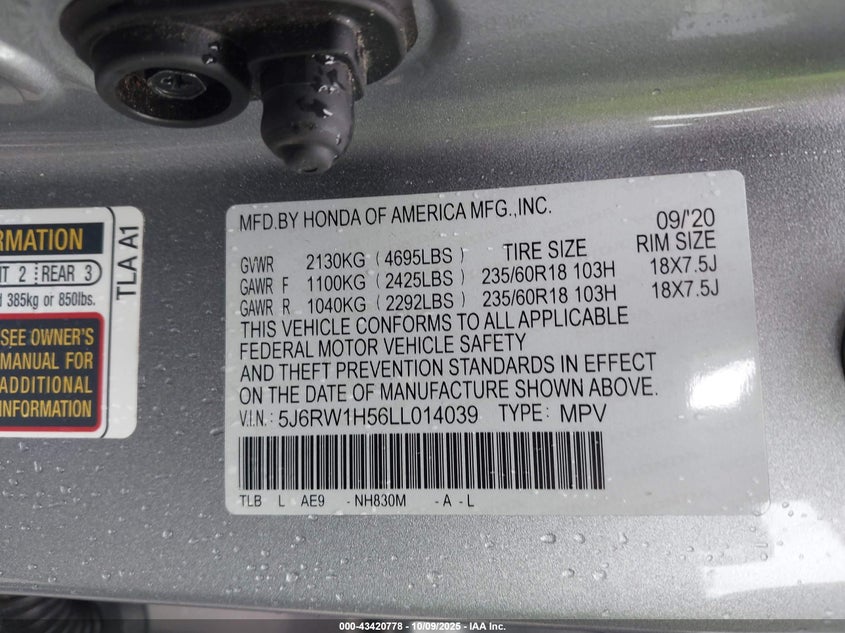 RMATION
2 REAR 3
385kg or 850lbs.
SEE OWNER'S
MANUAL FOR
ADDITIONAL
INFORMATION
TLA A1
MFD.BY HONDA OF AMERICA MFG.,INC. 09/'20
GVWR 2130KG (4695LBS) TIRE SIZE RIM SIZE
GAWR F 1100KG (2425LBS) 235/60R18 103H 18X7.5J
GAWR R 1040KG (2292LBS) 235/60R18 103H 18X7.5J
THIS VEHICLE CONFORMS TO ALL APPLICABLE
FEDERAL MOTOR VEHICLE SAFETY
AND THEFT PREVENTION STANDARDS IN EFFECT
ON THE DATE OF MANUFACTURE SHOWN ABOVE.
V.I.N.: 5J6RW1H56LL014039 TYPE: MPV
TLB L AE9 -NH830M -A-L
000-43420778 - 10/09/2025 - IAA Inc.